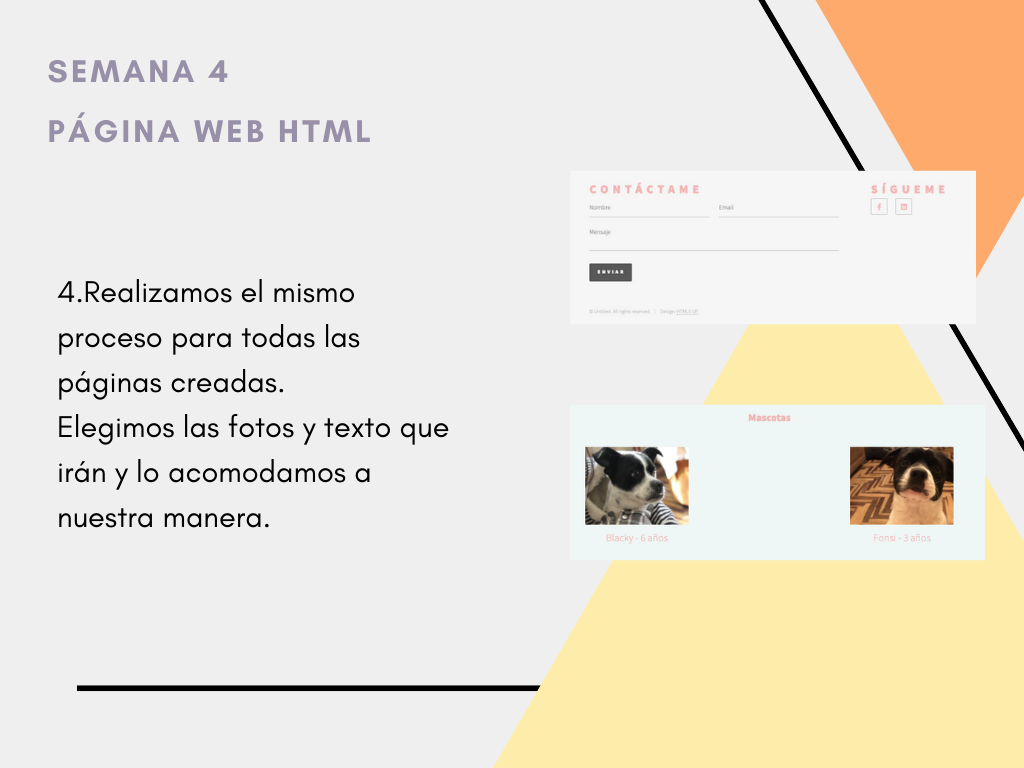 SEMANA 4
PÁGINA WEB HTML
4.Realizamos el mismo
proceso para todas las
páginas creadas.
Elegimos las fotos y texto que
irán y lo acomodamos a
nuestra manera.
CONTÁCTAME
SÍGUEME
Nombre
Email
Mensaje
ENVIAR
© Untitled. All rights reserved. | Design: HTML5 UP
Mascotas
Blacky - 6 años
Fonsi - 3 años